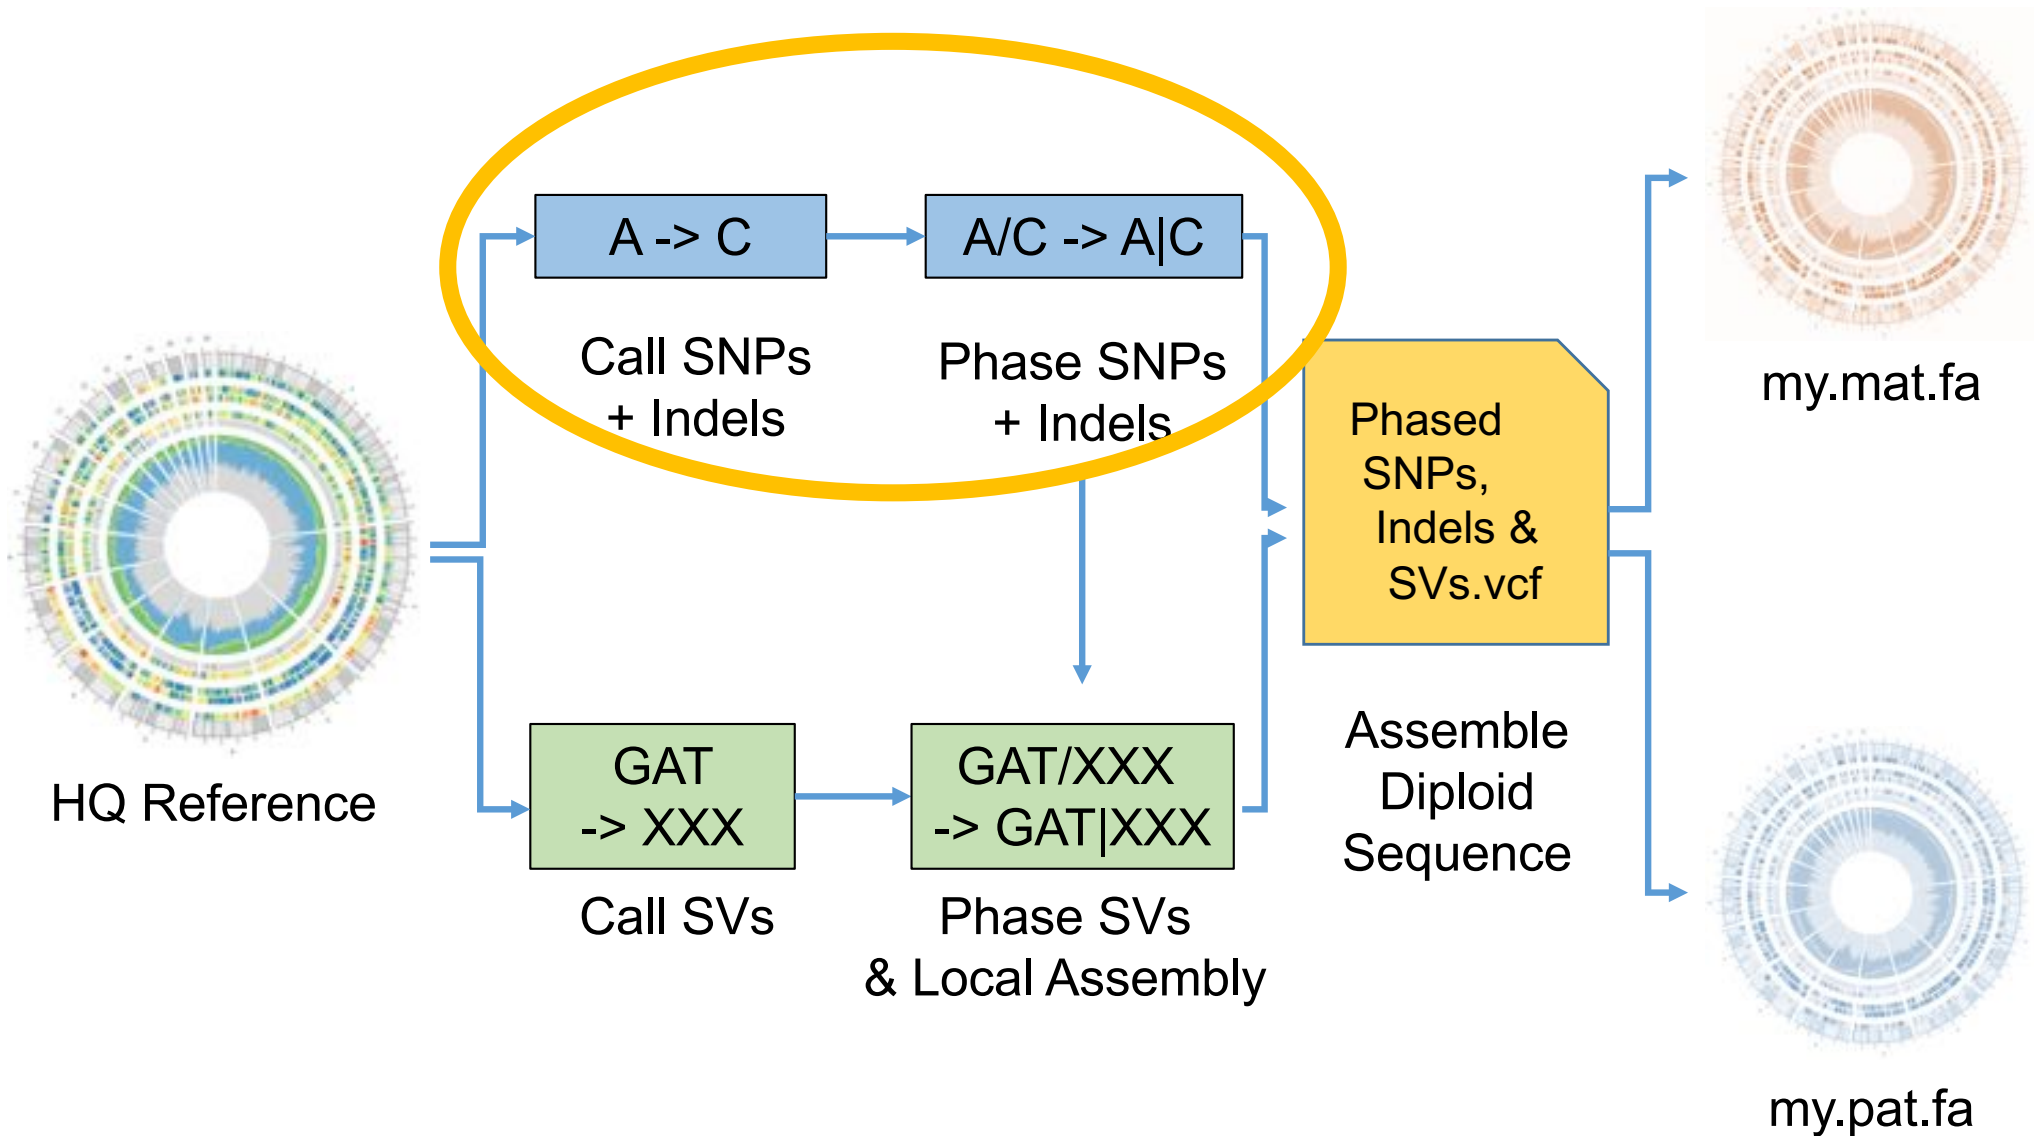 HQ Reference
A -> C
Call SNPs
+ Indels
A/C -> A|C
Phase SNPs
+ Indels
GAT
-> XXX
Call SVs
GAT/XXX
-> GAT|XXX
Phase SVs
& Local Assembly
Phased
SNPs,
Indels &
SVs.vcf
Assemble
Diploid
Sequence
my.mat.fa
my.pat.fa